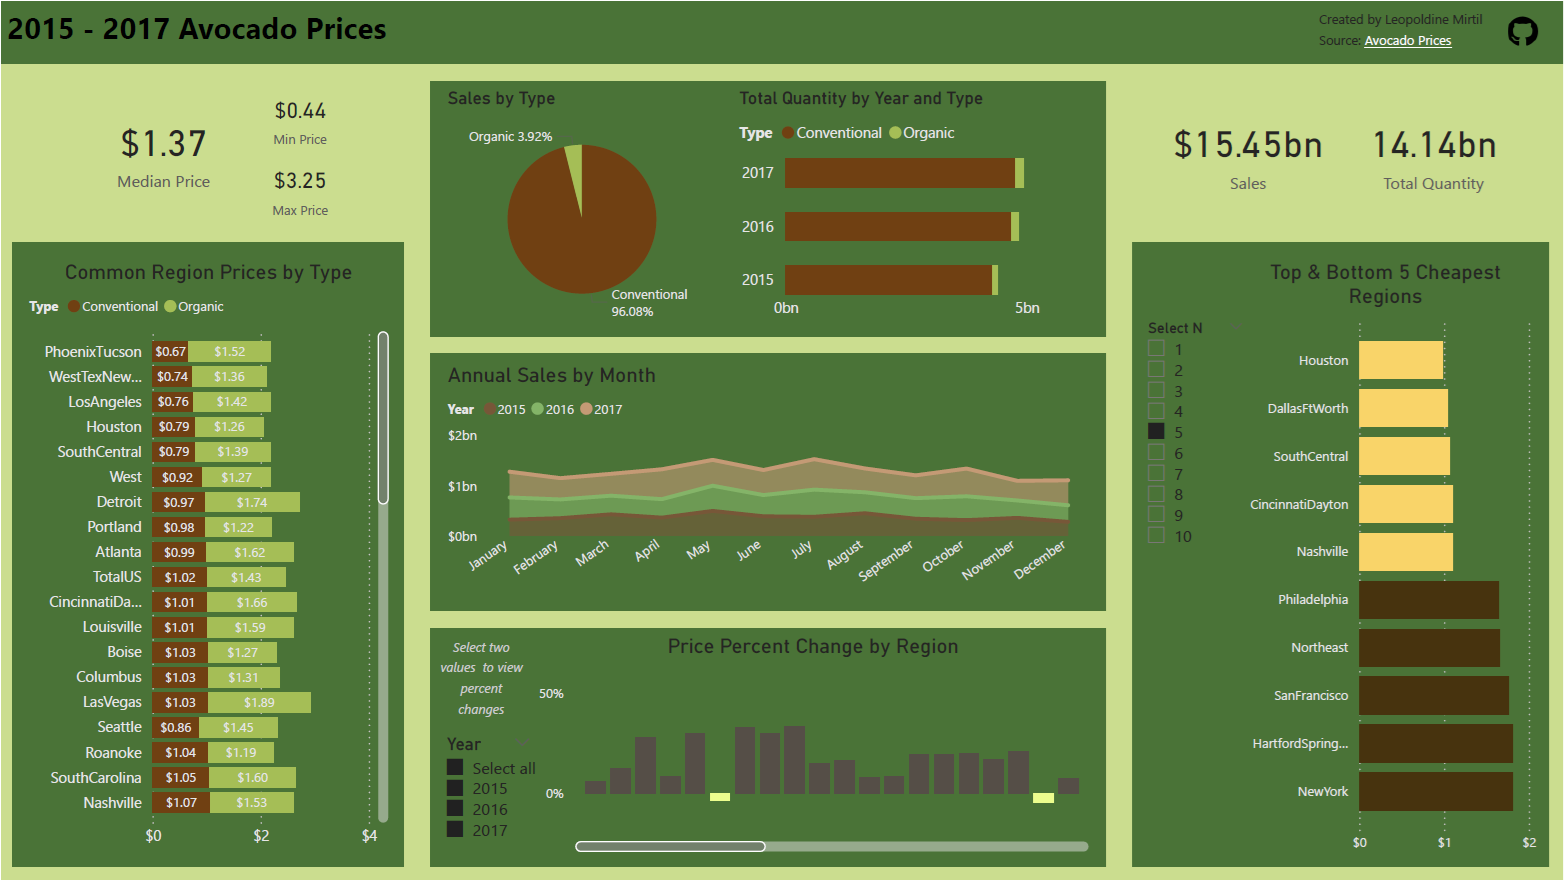 2015 - 2017 Avocado Prices
Created by Leopoldine Mirtil
Source: Avocado Prices
$1.37
Median Price
$0.44
Min Price
$3.25
Max Price
Sales by Type
Organic 3.92%
Conventional
96.08%
Total Quantity by Year and Type
Type Conventional Organic
2017
2016
2015
0bn 5bn
$15.45bn
Sales
14.14bn
Total Quantity
Common Region Prices by Type
Type Conventional Organic
PhoenixTucson $0.67 $1.52
WestTexNew... $0.74 $1.36
LosAngeles $0.76 $1.42
Houston $0.79 $1.26
SouthCentral $0.79 $1.39
West $0.92 $1.27
Detroit $0.97 $1.74
Portland $0.98 $1.22
Atlanta $0.99 $1.62
TotalUS $1.02 $1.43
CincinnatiDa... $1.01 $1.66
Louisville $1.01 $1.59
Boise $1.03 $1.27
Columbus $1.03 $1.31
LasVegas $1.03 $1.89
Seattle $0.86 $1.45
Roanoke $1.04 $1.19
SouthCarolina $1.05 $1.60
Nashville $1.07 $1.53
$0 $2 $4
Annual Sales by Month
Year 2015 2016 2017
$2bn
$1bn
$0bn
January February March April May June July August September October November December
Select two
values to view
percent
changes
Price Percent Change by Region
50%
0%
Year
Select all
2015
2016
2017
Top & Bottom 5 Cheapest
Regions
Select N
1
2
3
4
5
6
7
8
9
10
Houston
DallasFtWorth
SouthCentral
CincinnatiDayton
Nashville
Philadelphia
Northeast
SanFrancisco
HartfordSpring...
NewYork
$0 $1 $2